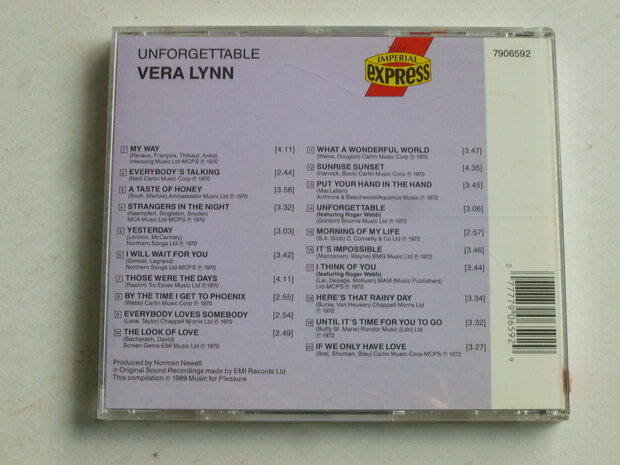 UNFORGETTABLE
VERA LYNN
IMPERIAL
EXPRESS
7906592
1 MY WAY [4.11]
(Revaux, François, Thibaut, Anka)
Intersong Music Ltd-MCPS ℗ 1970
2 EVERYBODY'S TALKING [2.44]
(Neil) Carlin Music Corp ℗ 1970
3 A TASTE OF HONEY [3.58]
(Scott, Marlow) Ambassador Music Ltd ℗ 1970
4 STRANGERS IN THE NIGHT [3.32]
(Kaempfert, Singleton, Snyder)
MCA Music Ltd-MCPS ℗ 1970
5 YESTERDAY [3.03]
(Lennon, McCartney)
Northern Songs Ltd ℗ 1970
6 I WILL WAIT FOR YOU [3.42]
(Gimbel, Legrand)
Northern Songs Ltd-MCPS ℗ 1970
7 THOSE WERE THE DAYS [4.11]
(Raskin) Tro Essex Music Ltd ℗ 1970
8 BY THE TIME I GET TO PHOENIX [2.55]
(Webb) Carlin Music Corp ℗ 1970
9 EVERYBODY LOVES SOMEBODY [2.54]
(Lane, Taylor) Chappell Morris Ltd ℗ 1970
10 THE LOOK OF LOVE [2.49]
(Bacharach, David)
Screen Gems-EMI Music Ltd ℗ 1970
11 WHAT A WONDERFUL WORLD [3.47]
(Weiss, Douglas) Carlin Music Corp ℗ 1970
12 SUNRISE SUNSET [4.35]
(Harnick, Bock) Carlin Music Corp ℗ 1970
13 PUT YOUR HAND IN THE HAND [3.45]
(MacLellan)
Ardmore & Beechwood/Aquarius Music ℗ 1972
14 UNFORGETTABLE [3.06]
(featuring Roger Webb)
(Gordon) Bourne Music Ltd ℗ 1972
15 MORNING OF MY LIFE [2.57]
(B.A. Gibb) C. Connelly & Co Ltd ℗ 1972
16 IT'S IMPOSSIBLE [3.46]
(Manzanero, Wayne) BMG Music Ltd ℗ 1972
17 I THINK OF YOU [3.44]
(featuring Roger Webb)
(Lai, Desage, McKuen) MAM (Music Publishers)
Ltd-MCPS ℗ 1972
18 HERE'S THAT RAINY DAY [3.34]
(Burke, Van Heusen) Chappell Morris Ltd
℗ 1972
19 UNTIL IT'S TIME FOR YOU TO GO [3.32]
(Buffy St. Marie) Rondor Music (Ldn) Ltd
℗ 1972
20 IF WE ONLY HAVE LOVE [3.27]
(Brel, Shuman, Blau) Carlin Music Corp-MCPS ℗ 1972
Produced by Norman Newell
℗ Original Sound Recordings made by EMI Records Ltd
This compilation ℗ 1989 Music for Pleasure
0 77779 06592 9